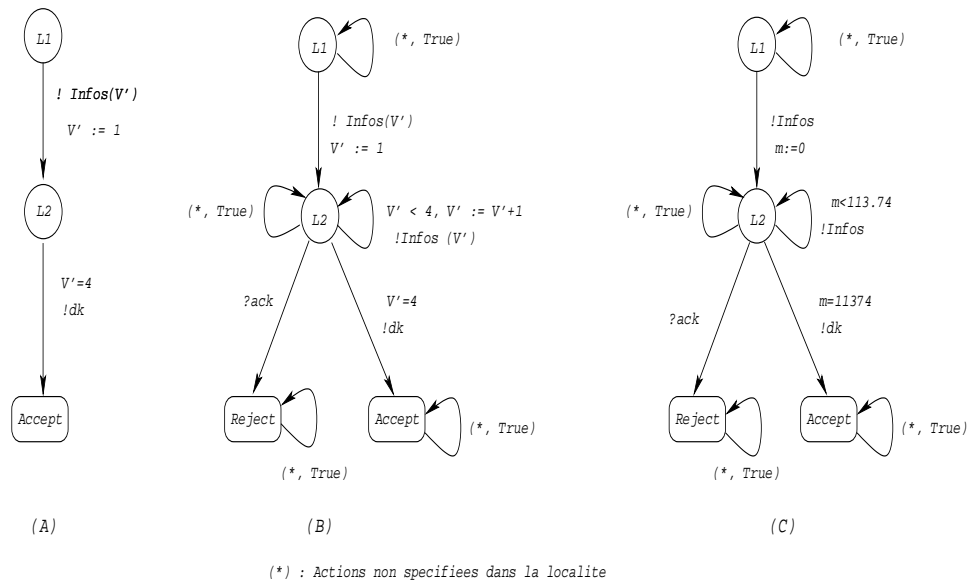 L1
! Infos(V')
V' := 1
L2
V'=4
!dk
Accept
(A)
L1
(*, True)
! Infos(V')
V' := 1
(*, True)
L2
V' < 4, V' := V'+1
!Infos (V')
?ack
V'=4
!dk
Reject
Accept
(*, True)
(*, True)
(B)
L1
(*, True)
!Infos
m:=0
(*, True)
L2
m<113.74
!Infos
?ack
m=11374
!dk
Reject
Accept
(*, True)
(*, True)
(C)
(*) : Actions non specifiees dans la localite